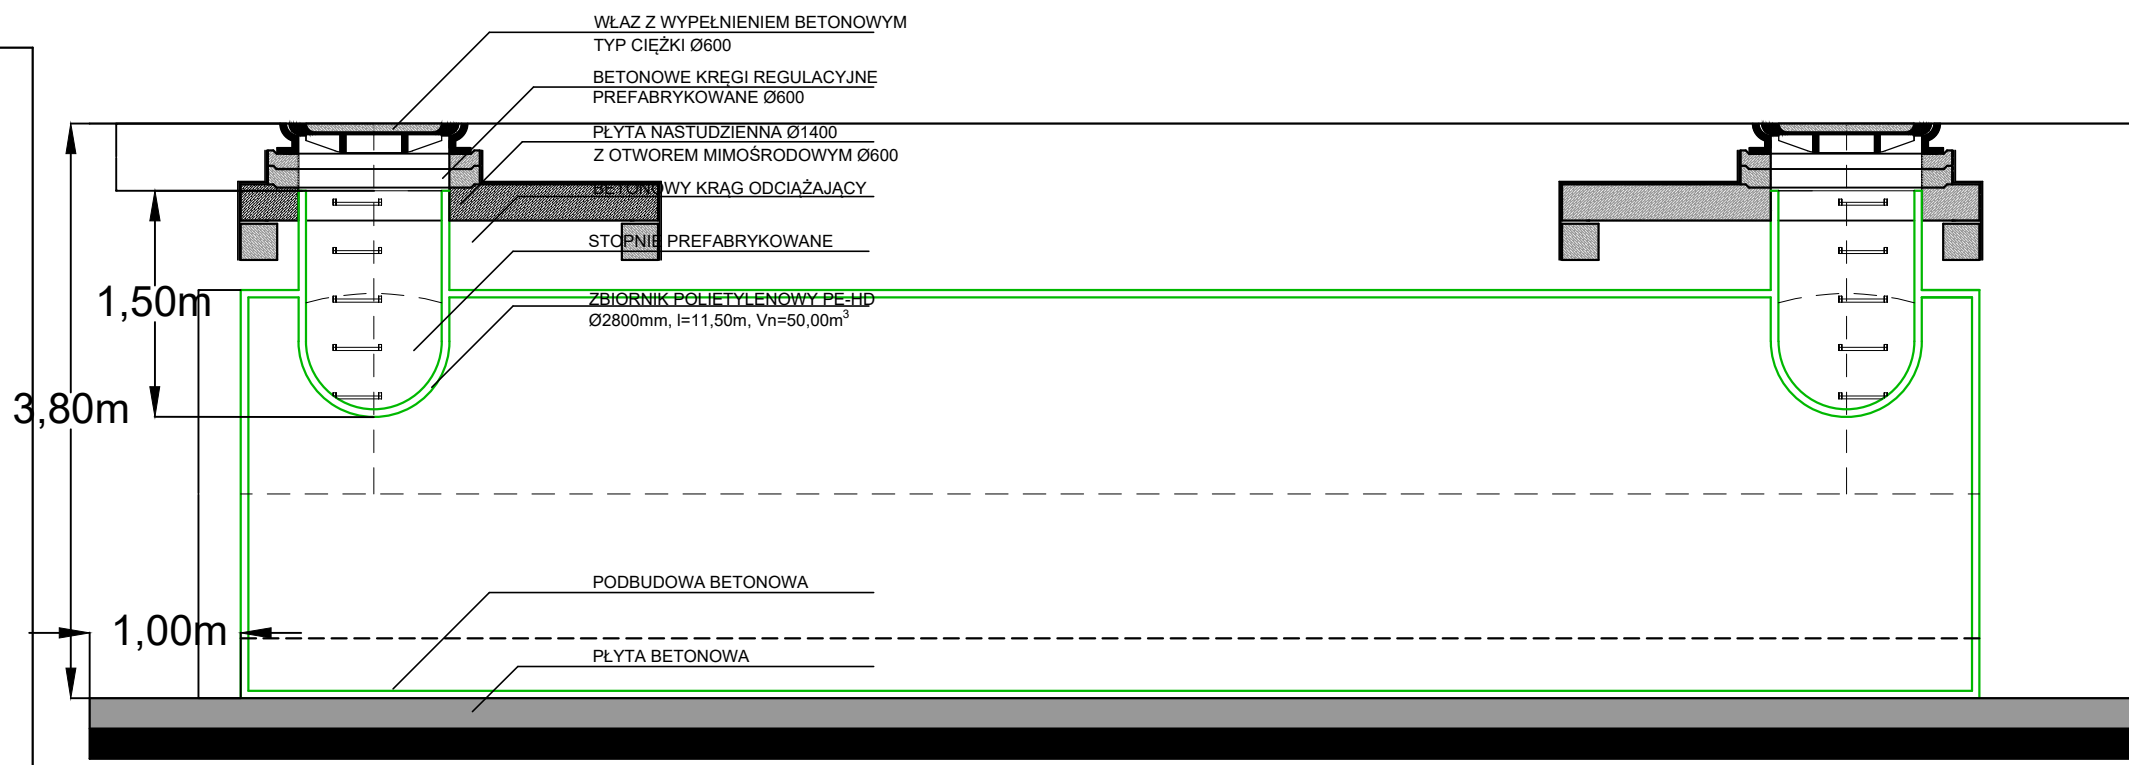 WŁAZ Z WYPEŁNIENIEM BETONOWYM
TYP CIĘŻKI Ø600
BETONOWE KRĘGI REGULACYJNE
PREFABRYKOWANE Ø600
PŁYTA NASTUDZIENNA Ø1400
Z OTWOREM MIMOŚRODOWYM Ø600
BETONOWY KRĄG ODCIĄŻAJĄCY
STOPNIE PREFABRYKOWANE
ZBIORNIK POLIETYLENOWY PE-HD
Ø2800mm, l=11,50m, Vn=50,00m³
1,50m
3,80m
PODBUDOWA BETONOWA
1,00m
PŁYTA BETONOWA